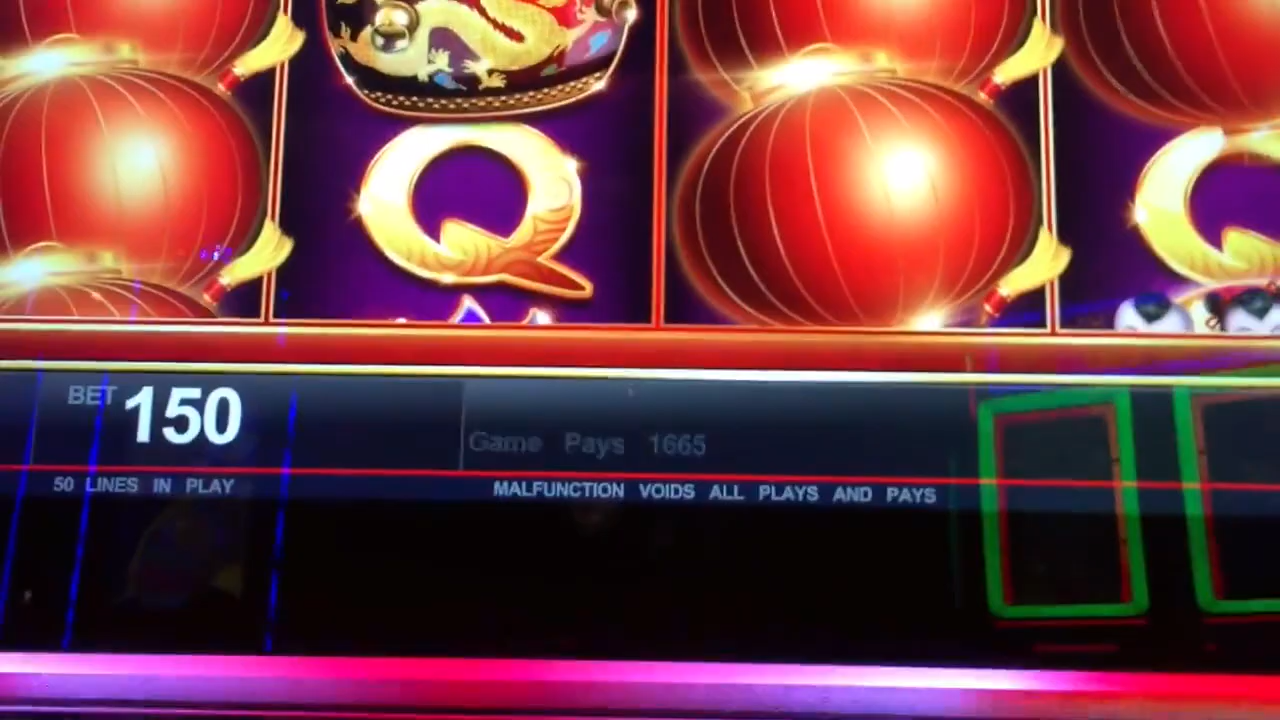 Q
Q
BET 150
Game Pays 1665
50 LINES IN PLAY
MALFUNCTION VOIDS ALL PLAYS AND PAYS